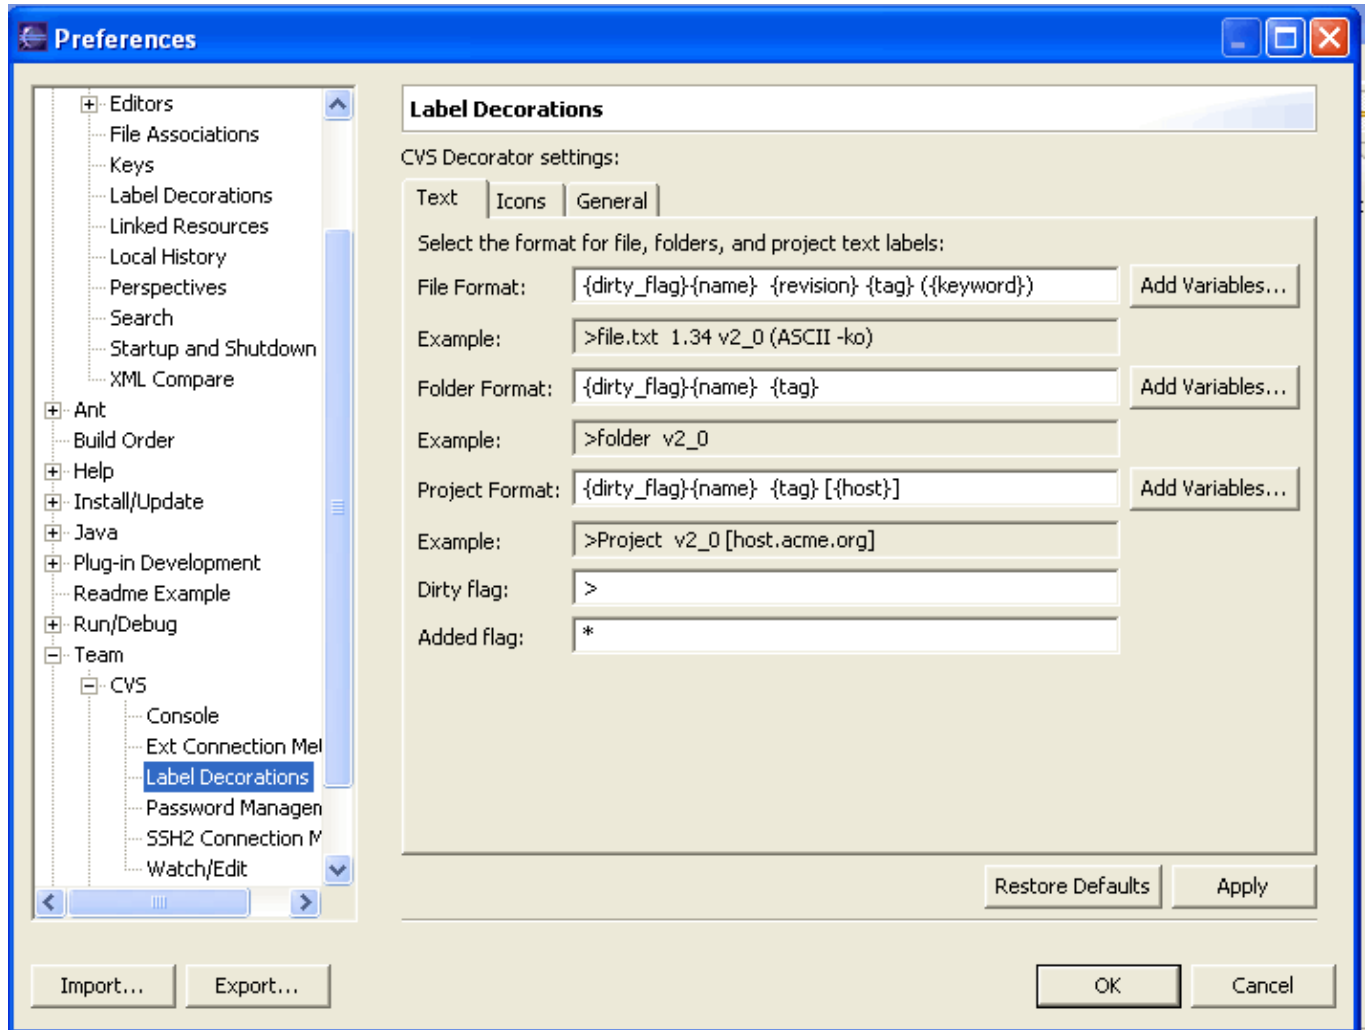 Preferences
Editors
File Associations
Keys
Label Decorations
Linked Resources
Local History
Perspectives
Search
Startup and Shutdown
XML Compare
Ant
Build Order
Help
Install/Update
Java
Plug-in Development
Readme Example
Run/Debug
Team
CVS
Console
Ext Connection Met
Label Decorations
Password Managem
SSH2 Connection M
Watch/Edit
Label Decorations
CVS Decorator settings:
Text Icons General
Select the format for file, folders, and project text labels:
File Format: {dirty_flag}{name}  {revision} {tag} ({keyword}) Add Variables...
Example: >file.txt  1.34 v2_0 (ASCII -ko)
Folder Format: {dirty_flag}{name}  {tag} Add Variables...
Example: >folder  v2_0
Project Format: {dirty_flag}{name}  {tag} [{host}] Add Variables...
Example: >Project  v2_0 [host.acme.org]
Dirty flag: >
Added flag: *
Restore Defaults Apply
Import... Export... OK Cancel